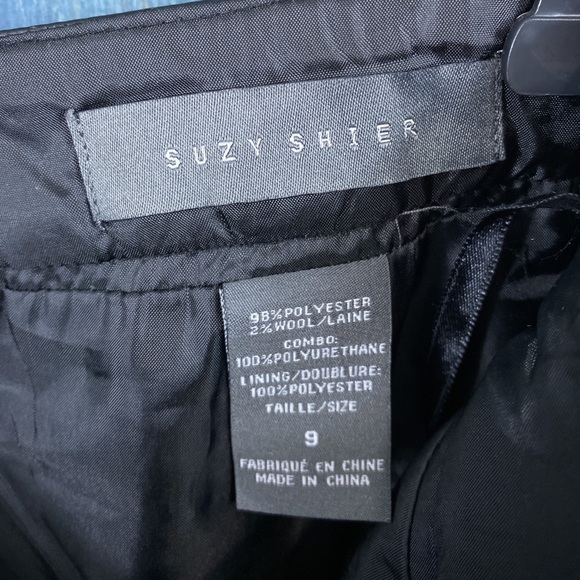 SUZY SHIER
98%POLYESTER
2%WOOL/LAINE
COMBO:
100%POLYURETHANE
LINING/DOUBLURE:
100%POLYESTER
TAILLE/SIZE
9
FABRIQUÉ EN CHINE
MADE IN CHINA